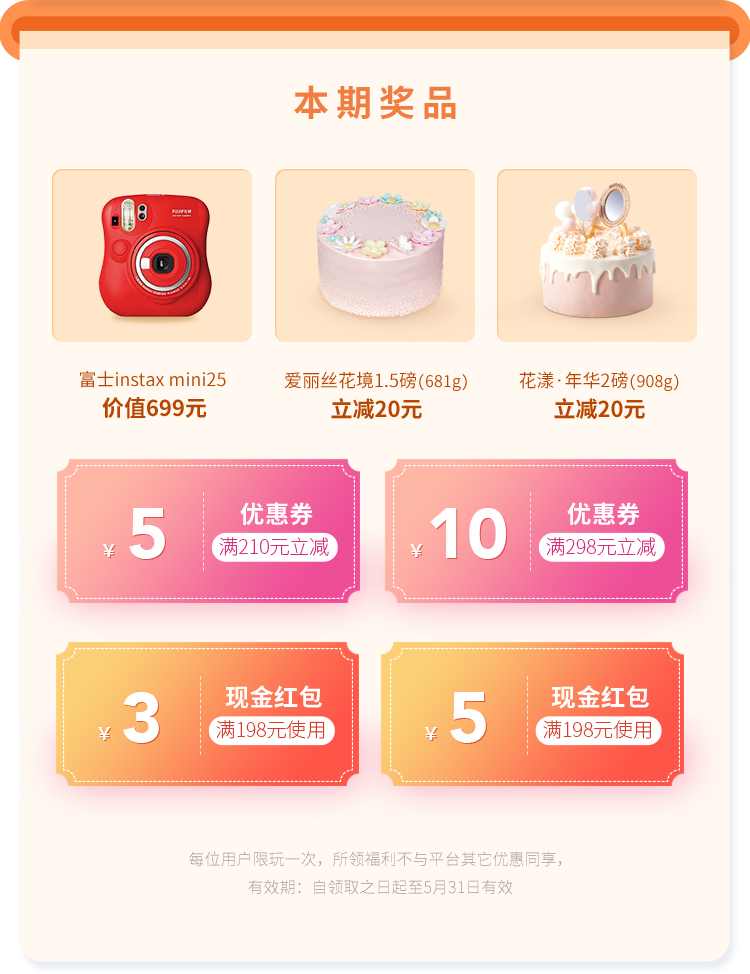 本期奖品
FUJIFILM
富士instax mini25
价值699元
爱丽丝花境1.5磅(681g)
立减20元
花漾·年华2磅(908g)
立减20元
¥ 5
优惠券
满210元立减
¥ 10
优惠券
满298元立减
¥ 3
现金红包
满198元使用
¥ 5
现金红包
满198元使用
每位用户限玩一次，所领福利不与平台其它优惠同享，
有效期：自领取之日起至5月31日有效